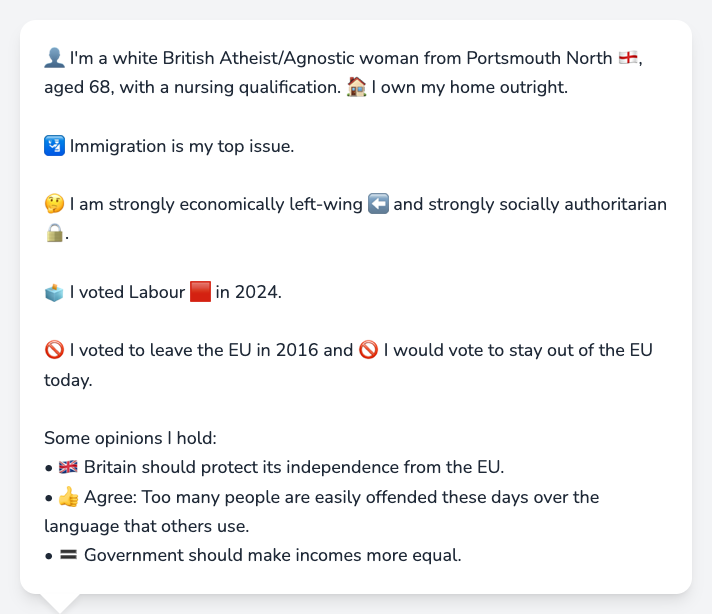 👤 I'm a white British Atheist/Agnostic woman from Portsmouth North 🏴󠁧󠁢󠁥󠁮󠁧󠁿,
aged 68, with a nursing qualification. 🏠 I own my home outright.
🛂 Immigration is my top issue.
🤔 I am strongly economically left-wing ⬅️ and strongly socially authoritarian
🔒.
🗳️ I voted Labour 🟥 in 2024.
🚫 I voted to leave the EU in 2016 and 🚫 I would vote to stay out of the EU
today.
Some opinions I hold:
• 🇬🇧 Britain should protect its independence from the EU.
• 👍 Agree: Too many people are easily offended these days over the
language that others use.
• 🟰 Government should make incomes more equal.